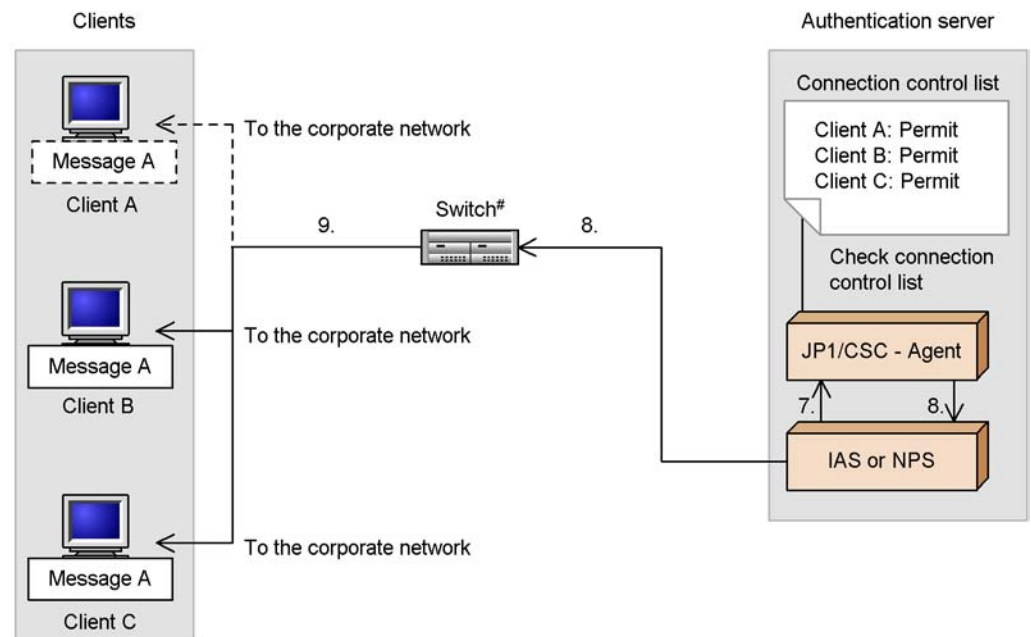 Clients
Authentication server
Connection control list
Client A: Permit
Client B: Permit
Client C: Permit
To the corporate network
Message A
Client A
Switch#
9.
8.
Check connection
control list
To the corporate network
JP1/CSC - Agent
Message A
Client B
7.
8.
IAS or NPS
To the corporate network
Message A
Client C